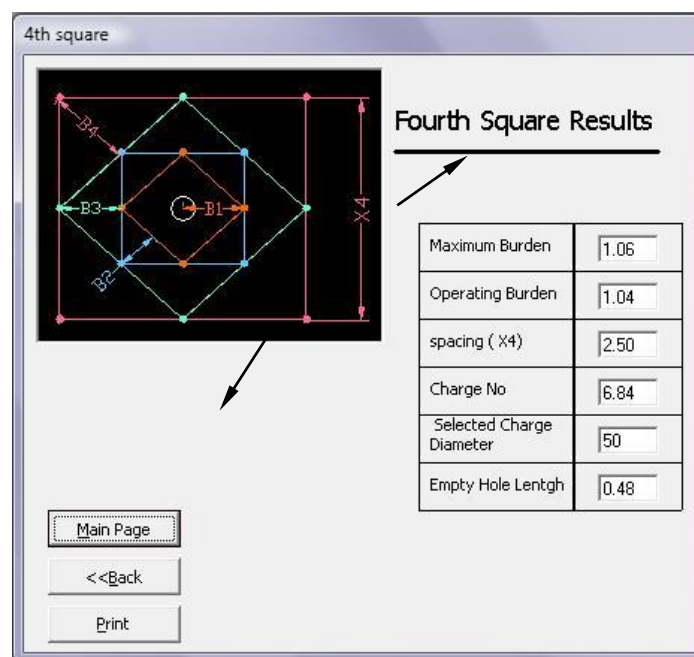 4th square
B4
B3
B1
B2
X4
Fourth Square Results
Maximum Burden 1.06
Operating Burden 1.04
spacing ( X4) 2.50
Charge No 6.84
Selected Charge
Diameter 50
Empty Hole Lentgh 0.48
Main Page
<<Back
Print